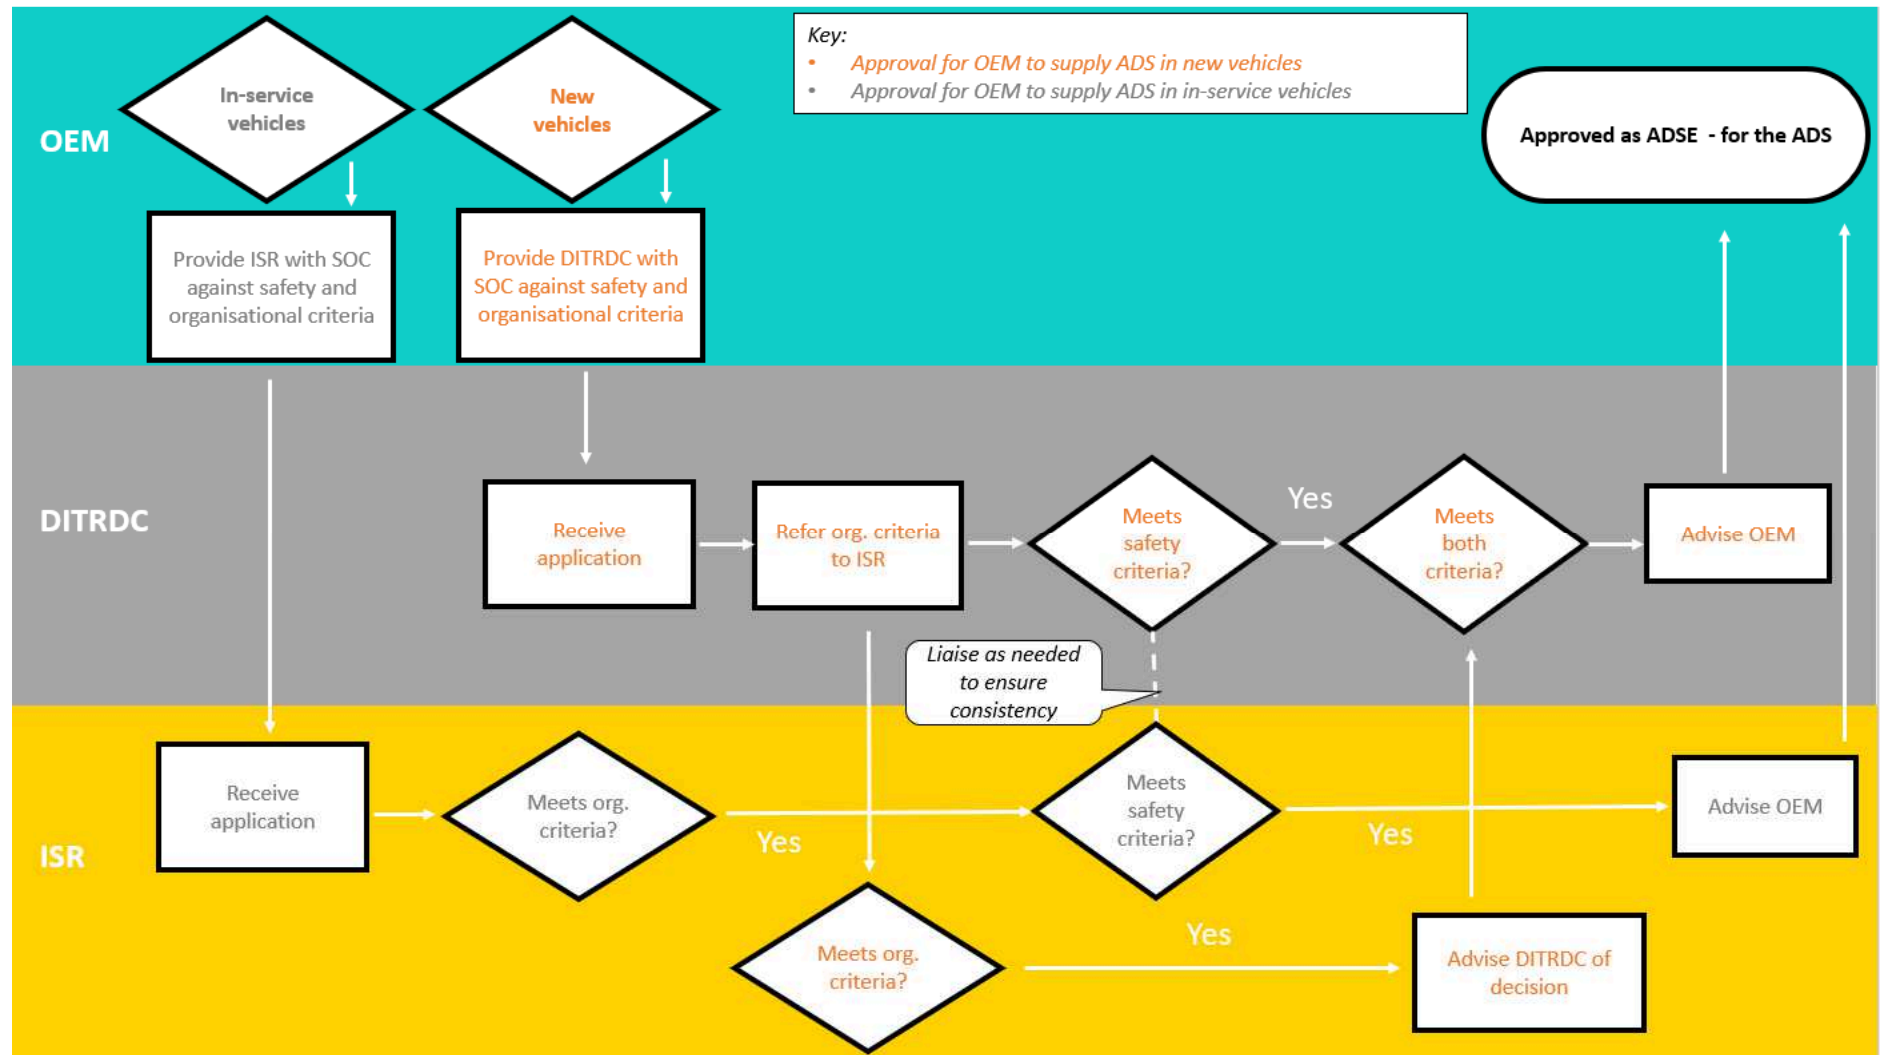 Key:
• Approval for OEM to supply ADS in new vehicles
• Approval for OEM to supply ADS in in-service vehicles
OEM
In-service
vehicles
New
vehicles
Approved as ADSE - for the ADS
Provide ISR with SOC
against safety and
organisational criteria
Provide DITRDC with
SOC against safety and
organisational criteria
DITRDC
Receive
application
Refer org. criteria
to ISR
Meets
safety
criteria?
Yes
Meets
both
criteria?
Advise OEM
Liaise as needed
to ensure
consistency
ISR
Receive
application
Meets org.
criteria?
Yes
Meets
safety
criteria?
Yes
Advise OEM
Meets org.
criteria?
Yes
Advise DITRDC of
decision